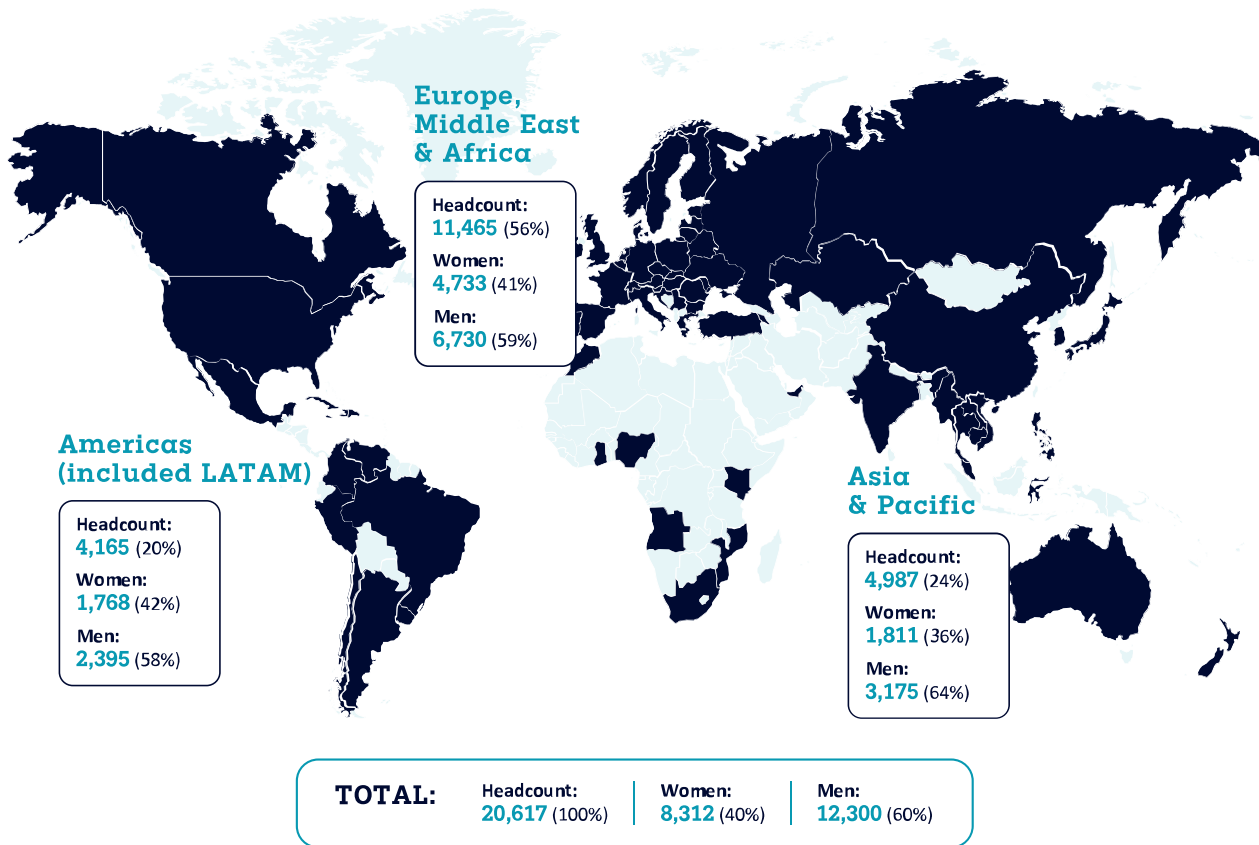 Europe,
Middle East
& Africa
Headcount:
11,465 (56%)
Women:
4,733 (41%)
Men:
6,730 (59%)
Americas
(included LATAM)
Headcount:
4,165 (20%)
Women:
1,768 (42%)
Men:
2,395 (58%)
Asia
& Pacific
Headcount:
4,987 (24%)
Women:
1,811 (36%)
Men:
3,175 (64%)
TOTAL:
Headcount:
20,617 (100%)
Women:
8,312 (40%)
Men:
12,300 (60%)